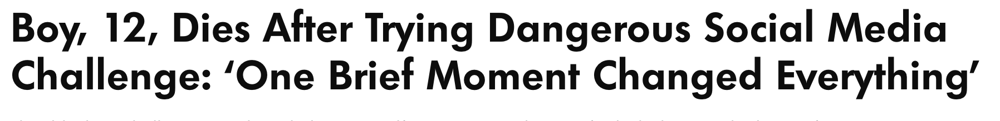 Boy, 12, Dies After Trying Dangerous Social Media
Challenge: ‘One Brief Moment Changed Everything’